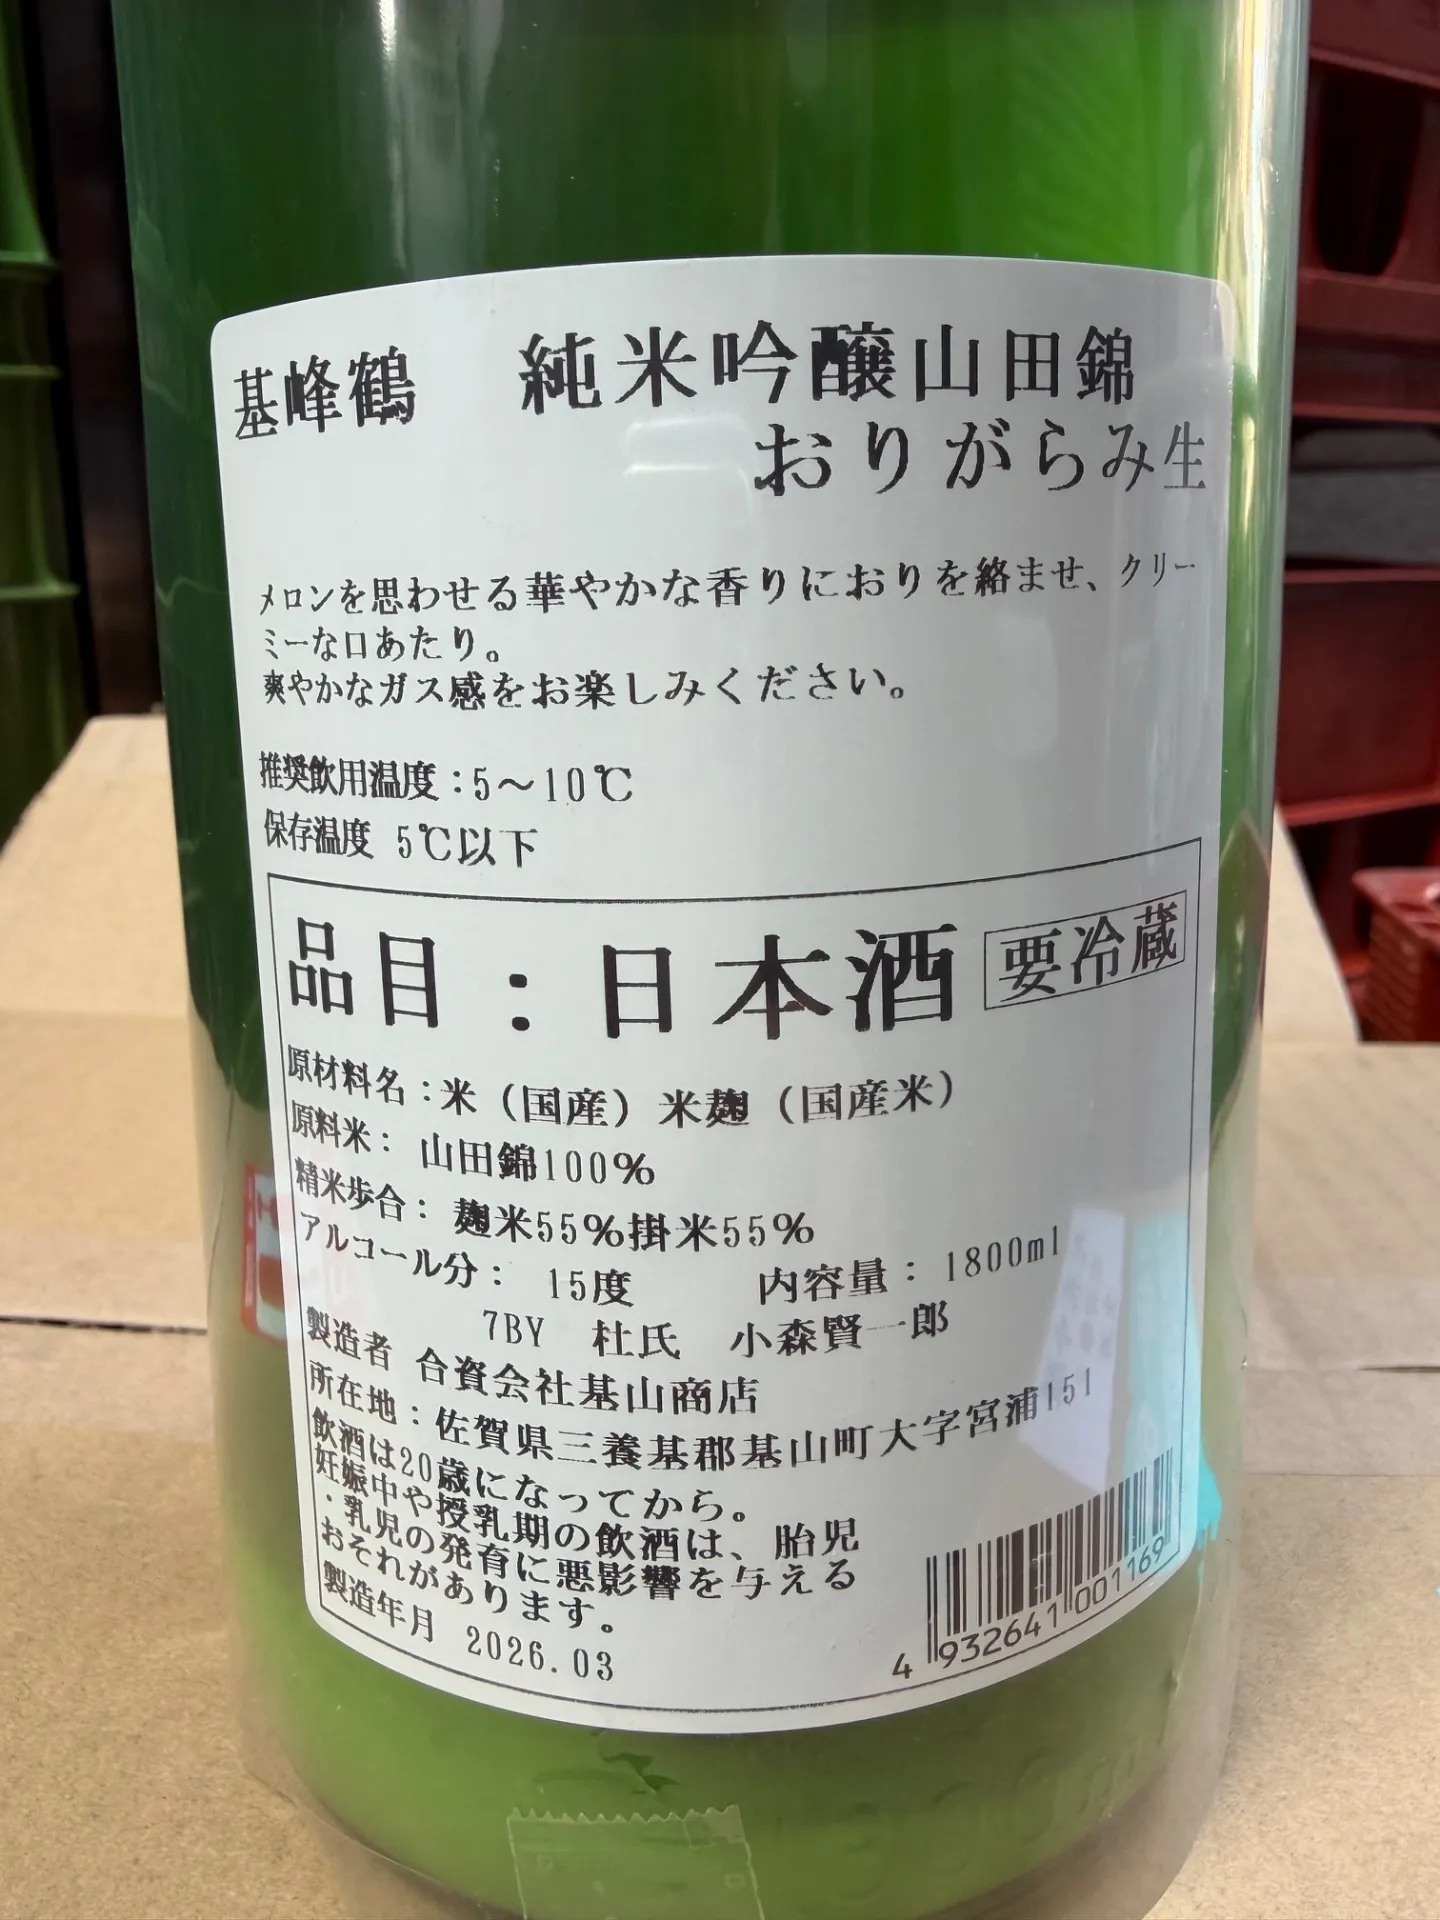 基峰鶴　純米吟醸山田錦
おりがらみ生
メロンを思わせる華やかな香りにおりを絡ませ、クリー
ミーな口あたり。
爽やかなガス感をお楽しみください。
推奨飲用温度：5～10℃
保存温度 5℃以下
品目：日本酒 要冷蔵
原材料名：米（国産）米麹（国産米）
原料米： 山田錦100％
精米歩合： 麹米55％掛米55％
アルコール分： 15度　内容量： 1800ml
7BY　杜氏　小森賢一郎
製造者 合資会社基山商店
所在地：佐賀県三養基郡基山町大字宮浦151
飲酒は20歳になってから。
妊娠中や授乳期の飲酒は、胎児
・乳児の発育に悪影響を与える
おそれがあります。
製造年月 2026.03
4 932641 001169